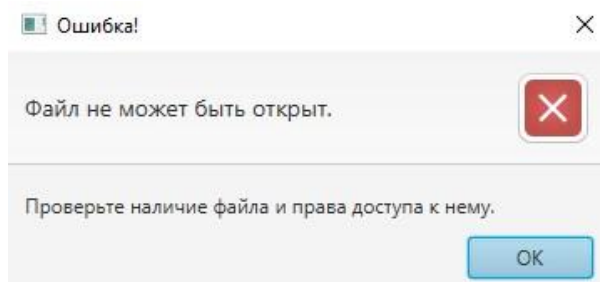 Ошибка!
Файл не может быть открыт.
Проверьте наличие файла и права доступа к нему.
OK